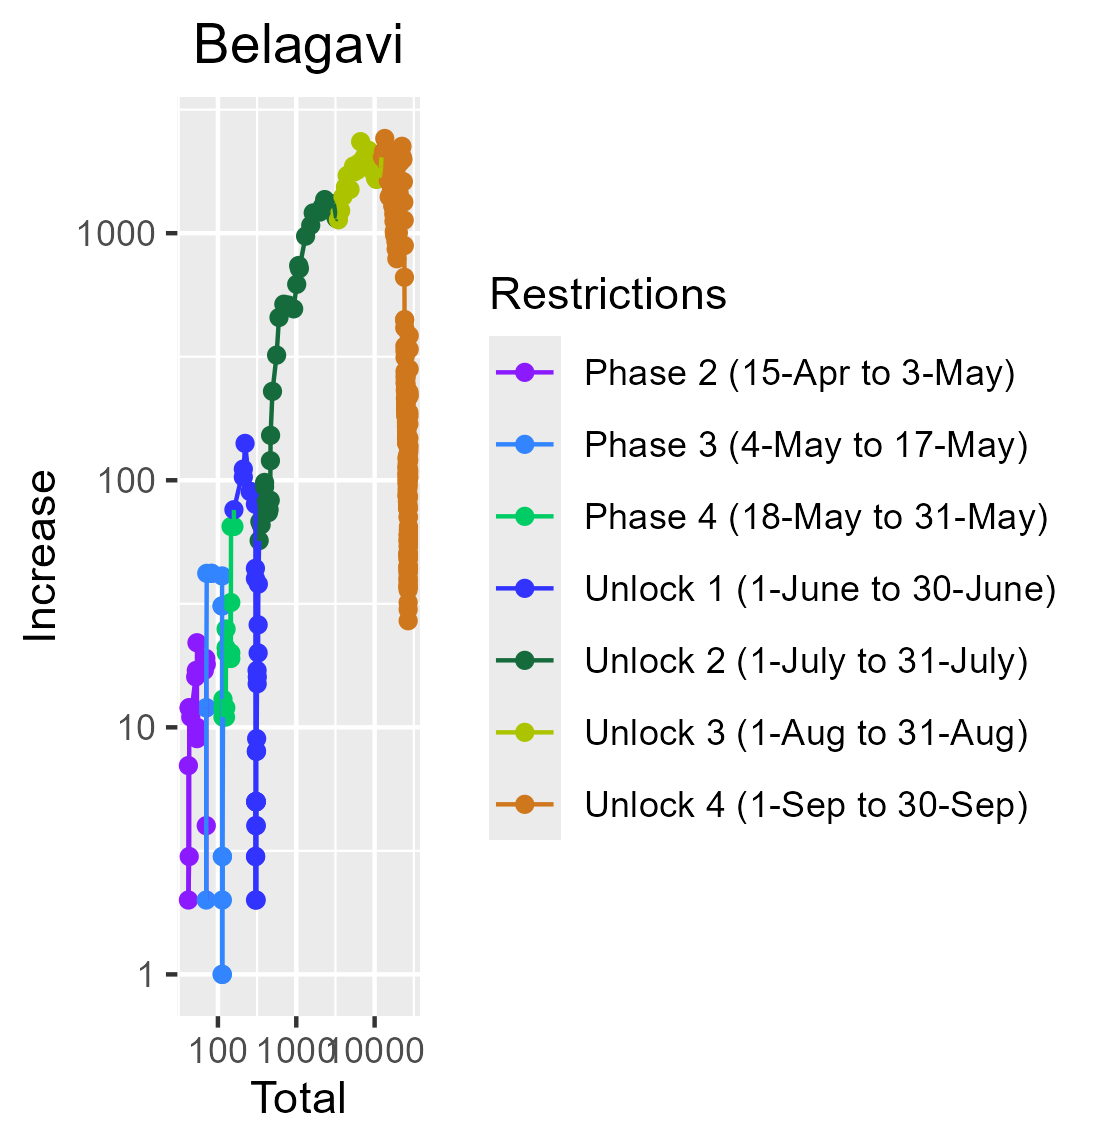 Belagavi
Increase
1000
100
10
1
100
1000
10000
Total
Restrictions
Phase 2 (15-Apr to 3-May)
Phase 3 (4-May to 17-May)
Phase 4 (18-May to 31-May)
Unlock 1 (1-June to 30-June)
Unlock 2 (1-July to 31-July)
Unlock 3 (1-Aug to 31-Aug)
Unlock 4 (1-Sep to 30-Sep)